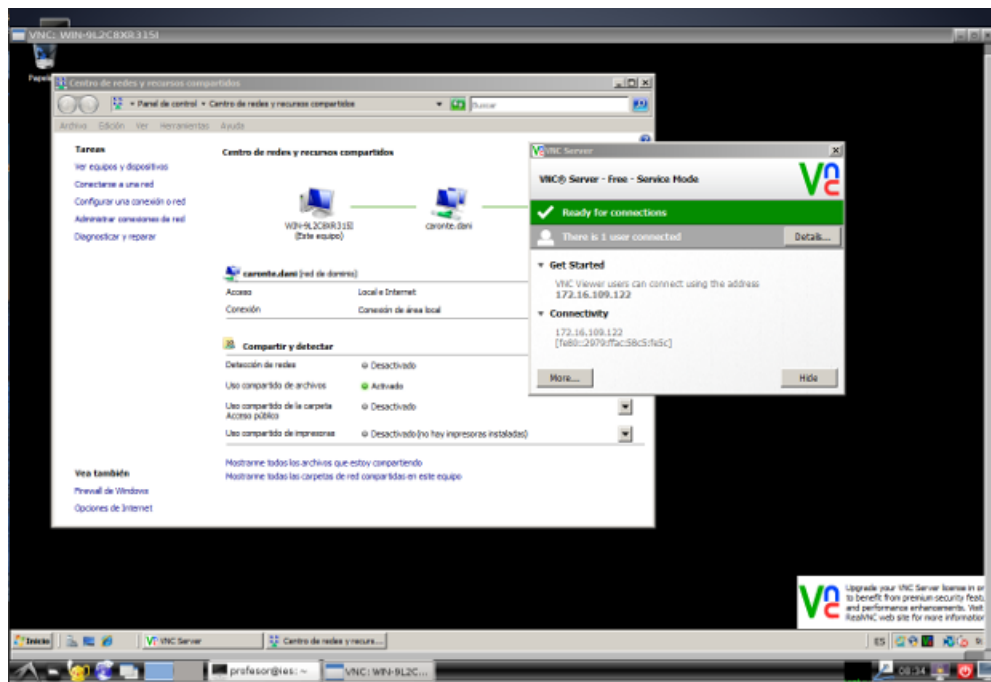 VNC: WIN-9L2C8XR315I
Centro de redes y recursos compartidos
Panel de control
Centro de redes y recursos compartidos
Buscar
Archivo Edición Ver Herramientas Ayuda
Tareas
Ver equipos y dispositivos
Conectarse a una red
Configurar una conexión o red
Administrar conexiones de red
Diagnosticar y reparar
Centro de redes y recursos compartidos
WIN-9L2C8XR315I
(Este equipo)
caronte.dani
caronte.dani (red de dominio)
Acceso Local e Internet
Conexión Conexión de área local
Compartir y detectar
Detección de redes Desactivado
Uso compartido de archivos Activado
Uso compartido de la carpeta Desactivado
Acceso público
Uso compartido de impresoras Desactivado (no hay impresoras instaladas)
Mostrarme todos los archivos que estoy compartiendo
Mostrarme todas las carpetas de red compartidas en este equipo
Vea también
Firewall de Windows
Opciones de Internet
VNC Server
VNC® Server - Free - Service Mode
VNC
Ready for connections
There is 1 user connected
Details...
Get Started
VNC Viewer users can connect using the address
172.16.109.122
Connectivity
172.16.109.122
[fe80::2979:ffac:58c5:fe5c]
More...
Hide
VNC
Upgrade your VNC Server license in or
to benefit from premium security featu
and performance enhancements. Visit
RealVNC web site for more information
Inicio
VNC Server
Centro de redes y recurs...
ES
profesor@ies: ~
VNC: WIN-9L2C...
08:34